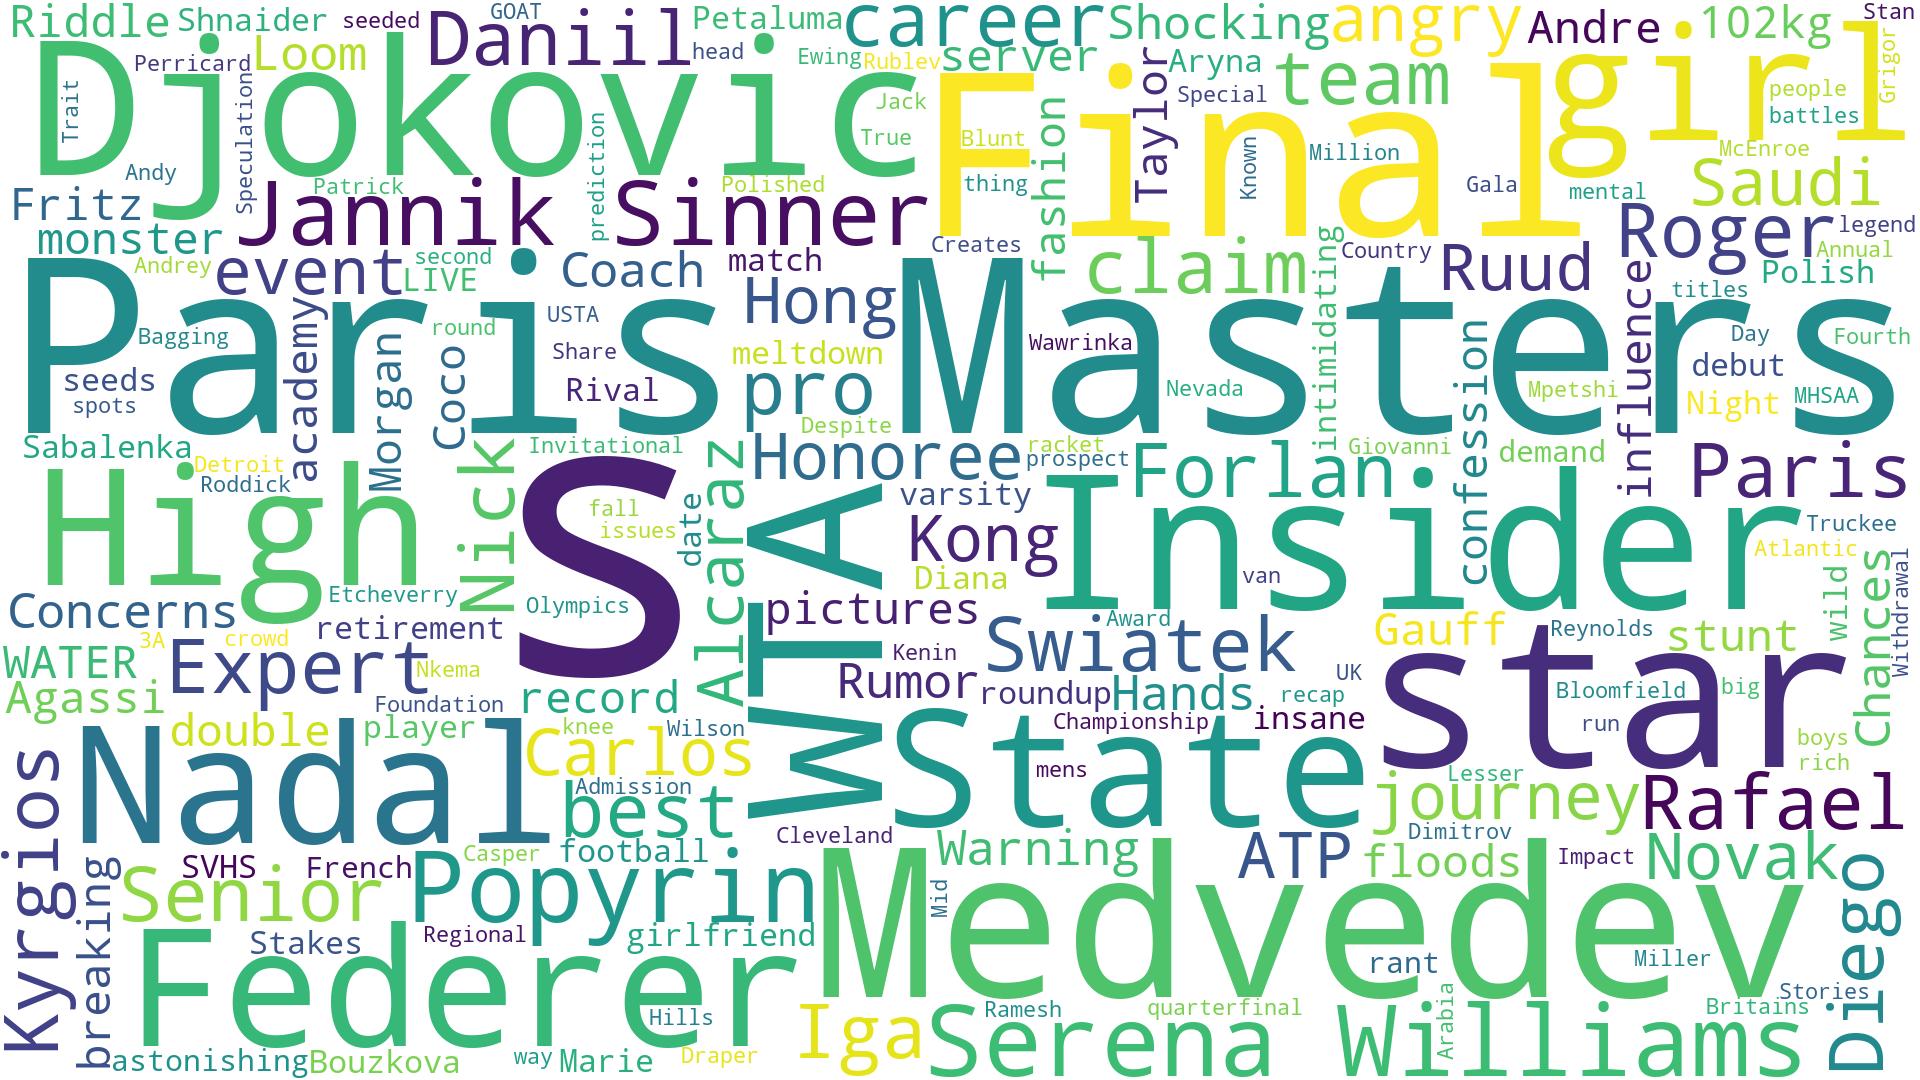 Riddle
Shnaider
seeded
Daniil
GOAT
Petaluma
career
Shocking
angry
Andre
102kg
Stan
Perricard
Loom
head
Ewing
Rublev
server
Aryna
team
girl
Grigor
Djokovic
Final
Taylor
Special
people
battles
Trait
Speculation
Jack
True
Blunt
fashion
Known
Million
McEnroe
Andy
Patrick
prediction
Polished
thing
Gala
mental
Saudi
Fritz
Jannik Sinner
monster
Creates
Roger
legend
Andrey
event
second
LIVE
Coach
match
claim
intimidating
Country
Ruud
Annual
Polish
Paris Masters
academy
USTA
Hong
influence
titles
Bagging
Morgan
round
Share
meltdown
Wawrinka
confession
Day
Fourth
seeds
spots
Coco
Rival
pro
Nevada
Mpetshi
debut
Night
MHSAA
Sabalenka
Detroit
Roddick
Nick
Invitational
Despite
Honoree
racket
prospect
Forlan
Giovanni
demand
Paris
High
S
fall
issues
date
Alcaraz
WTA
varsity
Kong
Insider
Truckee
Atlantic
Diana
van
Concerns
Etcheverry
Olympics
pictures
Award
Swiatek
Gauff
Reynolds
stunt
wild
chances
Withdrawal
WATER
3A
crowd
retirement
Expert
Nkema
Kenin
UK
star
Agassi
Foundation
record
Rumor
roundup
Hands
recap
Bloomfield
big
Nadal
double
player
knee
Wilson
Carlos
Championship
insane
run
State
mens
boys
rich
Kyrgios
Admission
best
Lesser
journey
Rafael
Cleveland
Dimitrov
breaking
SVHS
French
Casper
football
Warning
ATP
floods
Impact
Novak
Senior
Popyrin
Mid
Medvedev
Diego
Federer
Stakes
Regional
girlfriend
rant
Miller
Hills
Iga
Serena Williams
Ramesh
quarterfinal
Arabia
Britains
Stories
astonishing
Bouzkova
way
Marie
Draper